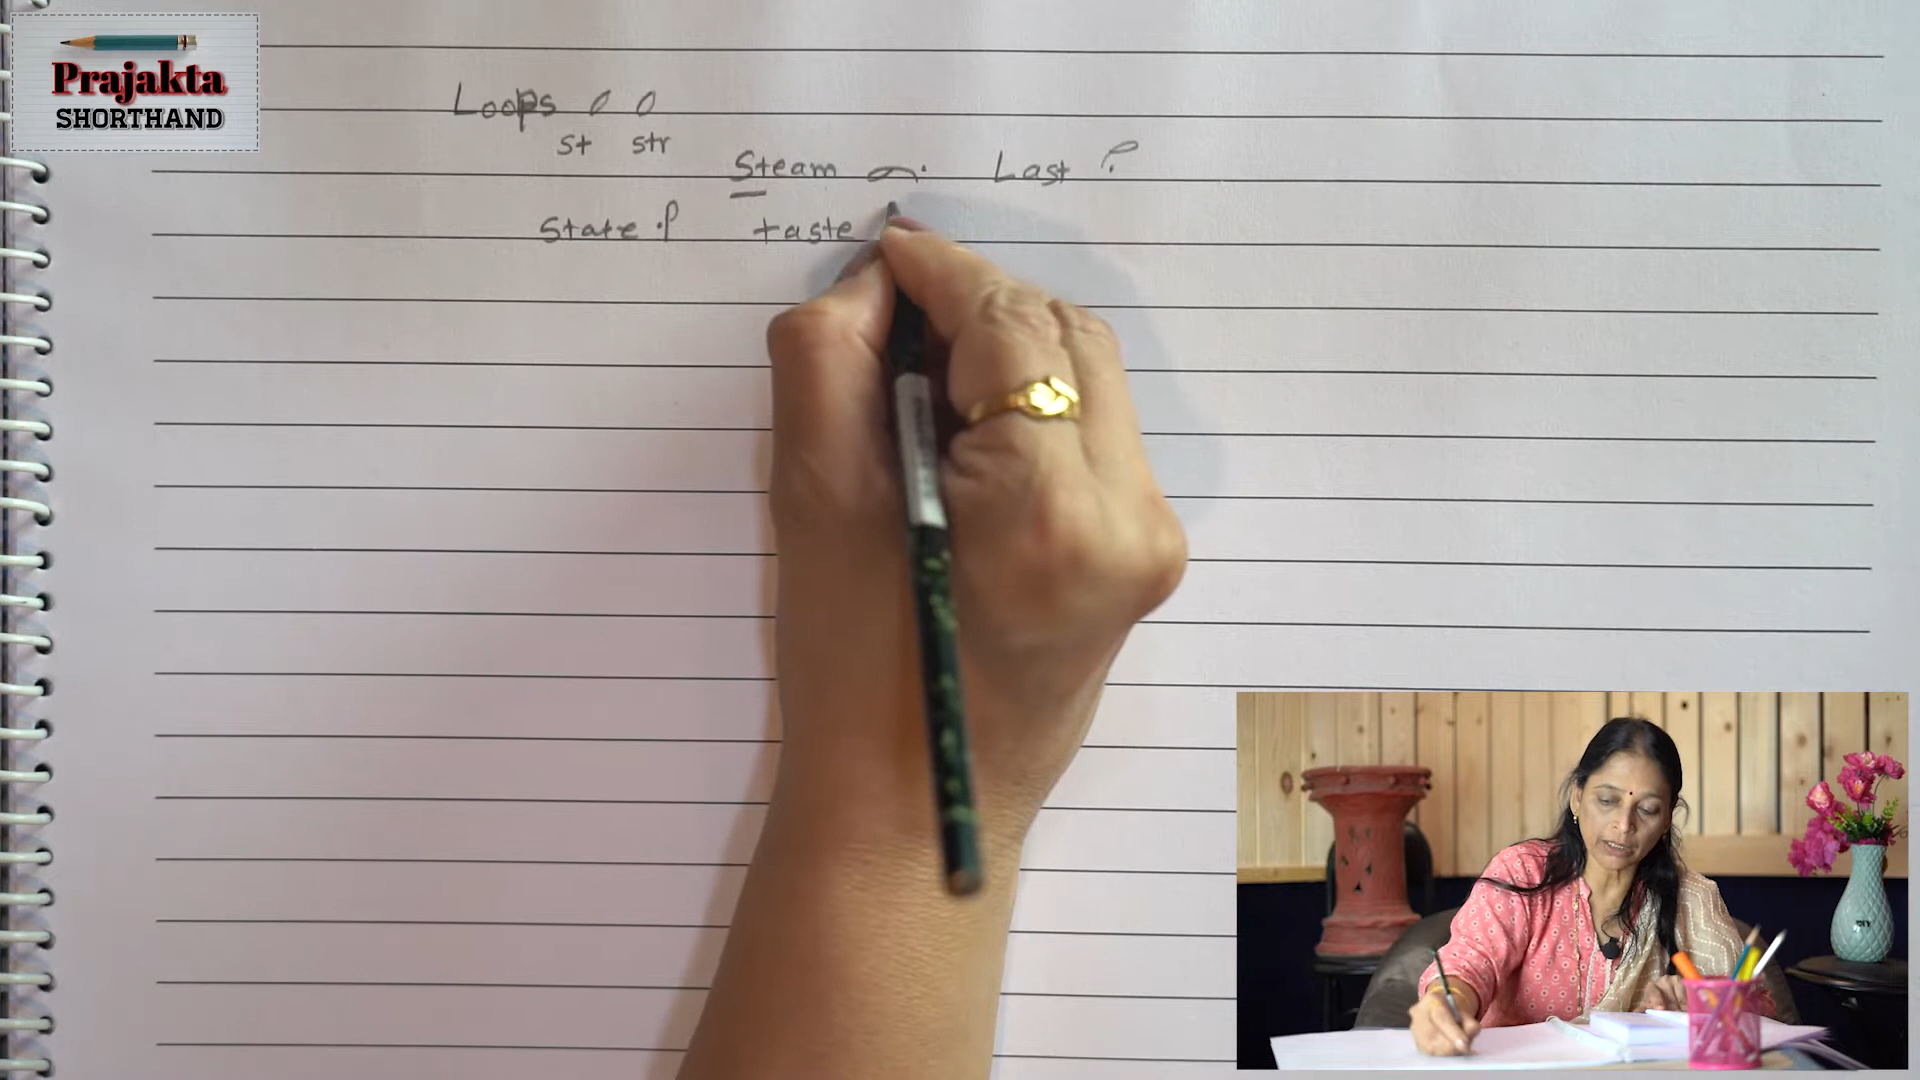 Prajakta
SHORTHAND
Loops
st str
Steam Last
State taste